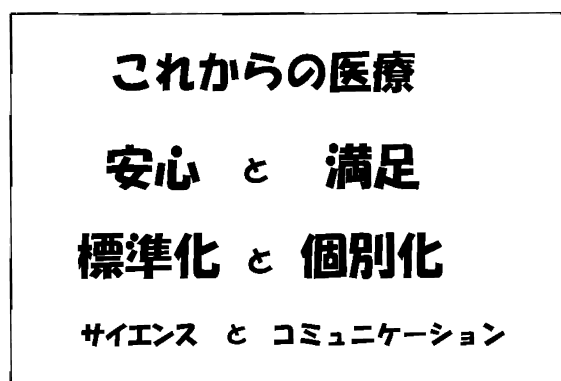 これからの医療
安心 と 満足
標準化 と 個別化
サイエンス と コミュニケーション